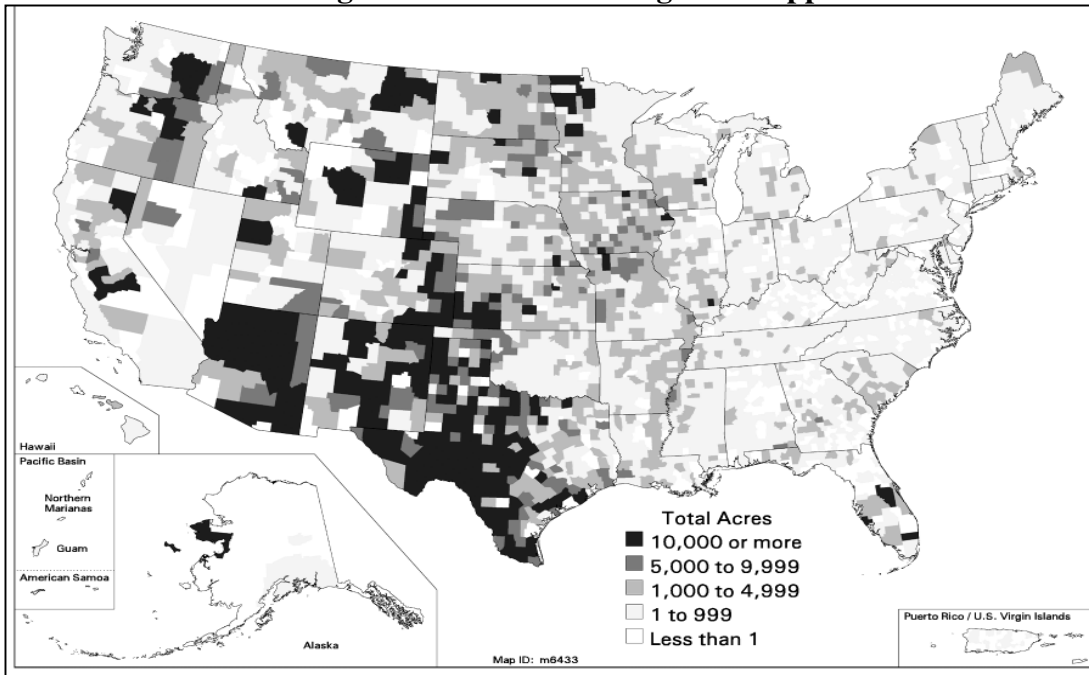 Hawaii
Pacific Basin
Northern
Marianas
Guam
American Samoa
Alaska
Map ID: m6433
Total Acres
10,000 or more
5,000 to 9,999
1,000 to 4,999
1 to 999
Less than 1
Puerto Rico / U.S. Virgin Islands